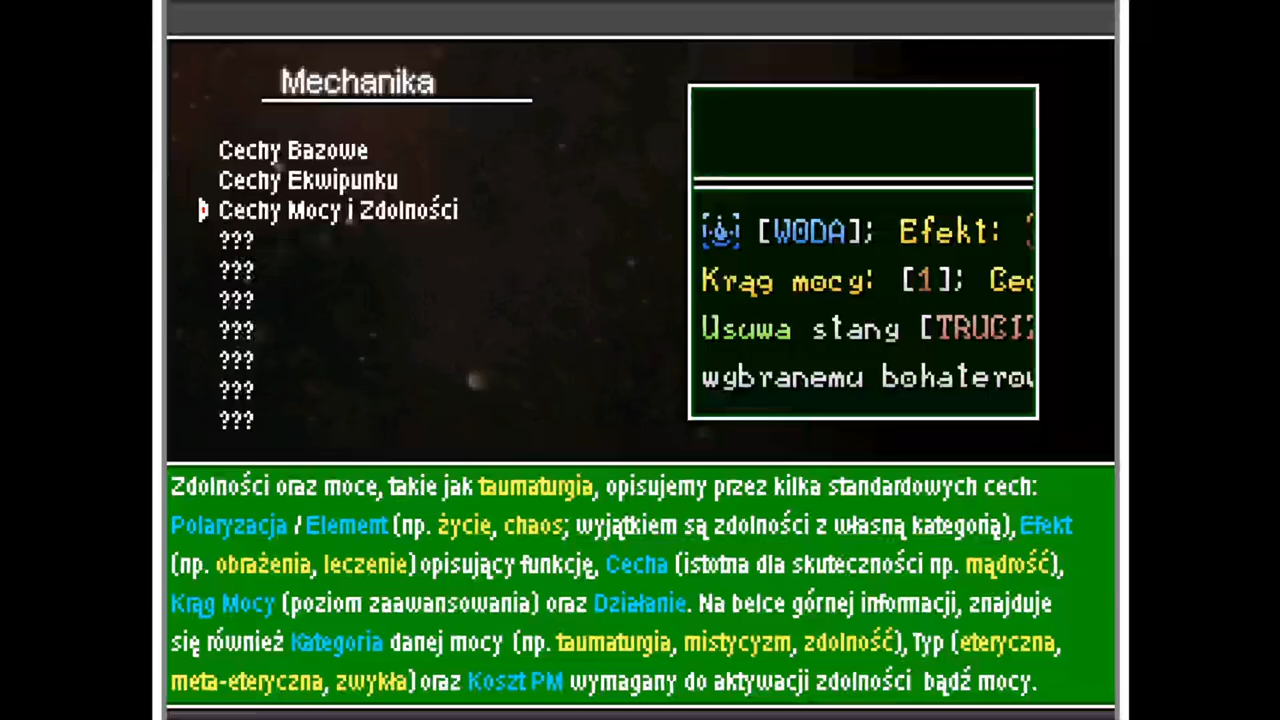 Mechanika
Cechy Bazowe
Cechy Ekwipunku
Cechy Mocy i Zdolności
???
???
???
???
???
???
???
[WODA]; Efekt:
Krąg mocy: [1]; Cec
Usuwa stany [TRUCIZ
wybranemu bohaterow
Zdolności oraz moce, takie jak taumaturgia, opisujemy przez kilka standardowych cech:
Polaryzacja / Element (np. życie, chaos; wyjątkiem są zdolności z własną kategorią), Efekt
(np. obrażenia, leczenie) opisujący funkcję, Cecha (istotna dla skuteczności np. mądrość),
Krąg Mocy (poziom zaawansowania) oraz Działanie. Na belce górnej informacji, znajduje
się również Kategoria danej mocy (np. taumaturgia, mistycyzm, zdolność), Typ (eteryczna,
meta-eteryczna, zwykła) oraz Koszt PM wymagany do aktywacji zdolności bądź mocy.